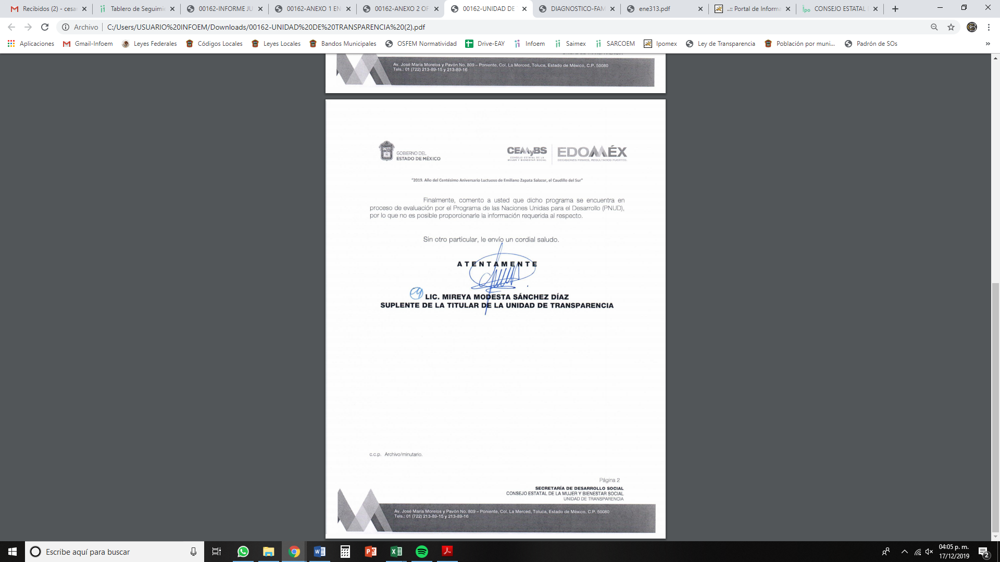 Recibidos (2) - cesa
Tablero de Seguimie
00162-INFORME JU
00162-ANEXO 1 EN
00162-ANEXO 2 OF
00162-UNIDAD DE
DIAGNOSTICO-FAM
ene313.pdf
..:: Portal de Informa
CONSEJO ESTATAL
Archivo
C:/Users/USUARIO%20INFOEM/Downloads/00162-UNIDAD%20DE%20TRANSPARENCIA%20(2).pdf
Aplicaciones
Gmail-Infoem
Leyes Federales
Códigos Locales
Leyes Locales
Bandos Municipales
OSFEM Normatividad
Drive-EAY
Infoem
Saimex
SARCOEM
Ipomex
Ley de Transparencia
Población por muni...
Padrón de SOs
»
Av. José María Morelos y Pavón No. 809 – Poniente, Col. La Merced, Toluca, Estado de México, C.P. 50080
Tels.: 01 (722) 213-89-15 y 213-89-16
GOBIERNO DEL
ESTADO DE MÉXICO
CEMyBS
CONSEJO ESTATAL DE LA
MUJER Y BIENESTAR SOCIAL
EDOMÉX
DECISIONES FIRMES, RESULTADOS FUERTES.
"2019. Año del Centésimo Aniversario Luctuoso de Emiliano Zapata Salazar, el Caudillo del Sur"
Finalmente, comento a usted que dicho programa se encuentra en
proceso de evaluación por el Programa de las Naciones Unidas para el Desarrollo (PNUD),
por lo que no es posible proporcionarle la información requerida al respecto.
Sin otro particular, le envío un cordial saludo.
A T E N T A M E N T E
LIC. MIREYA MODESTA SÁNCHEZ DÍAZ
SUPLENTE DE LA TITULAR DE LA UNIDAD DE TRANSPARENCIA
c.c.p. Archivo/minutario.
Página 2
SECRETARÍA DE DESARROLLO SOCIAL
CONSEJO ESTATAL DE LA MUJER Y BIENESTAR SOCIAL
UNIDAD DE TRANSPARENCIA
Av. José María Morelos y Pavón No. 809 – Poniente, Col. La Merced, Toluca, Estado de México, C.P. 50080
Tels.: 01 (722) 213-89-15 y 213-89-16
Escribe aquí para buscar
04:05 p. m.
17/12/2019
2